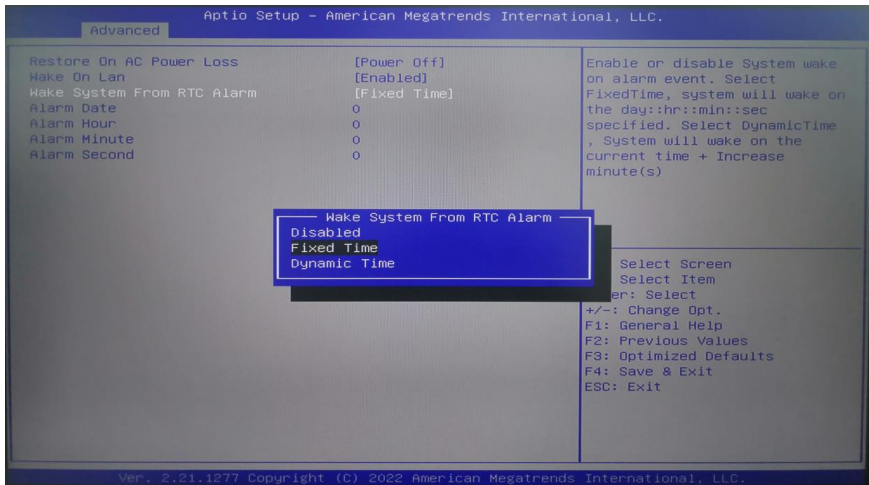 Aptio Setup – American Megatrends International, LLC.
Advanced
Restore On AC Power Loss [Power Off]
Wake On Lan [Enabled]
Wake System From RTC Alarm [Fixed Time]
Alarm Date 0
Alarm Hour 0
Alarm Minute 0
Alarm Second 0
Enable or disable System wake
on alarm event. Select
FixedTime, system will wake on
the day::hr::min::sec
specified. Select DynamicTime
, System will wake on the
current time + Increase
minute(s)
Wake System From RTC Alarm
Disabled
Fixed Time
Dynamic Time
Select Screen
Select Item
er: Select
+/-: Change Opt.
F1: General Help
F2: Previous Values
F3: Optimized Defaults
F4: Save & Exit
ESC: Exit
Ver. 2.21.1277 Copyright (C) 2022 American Megatrends International, LLC.